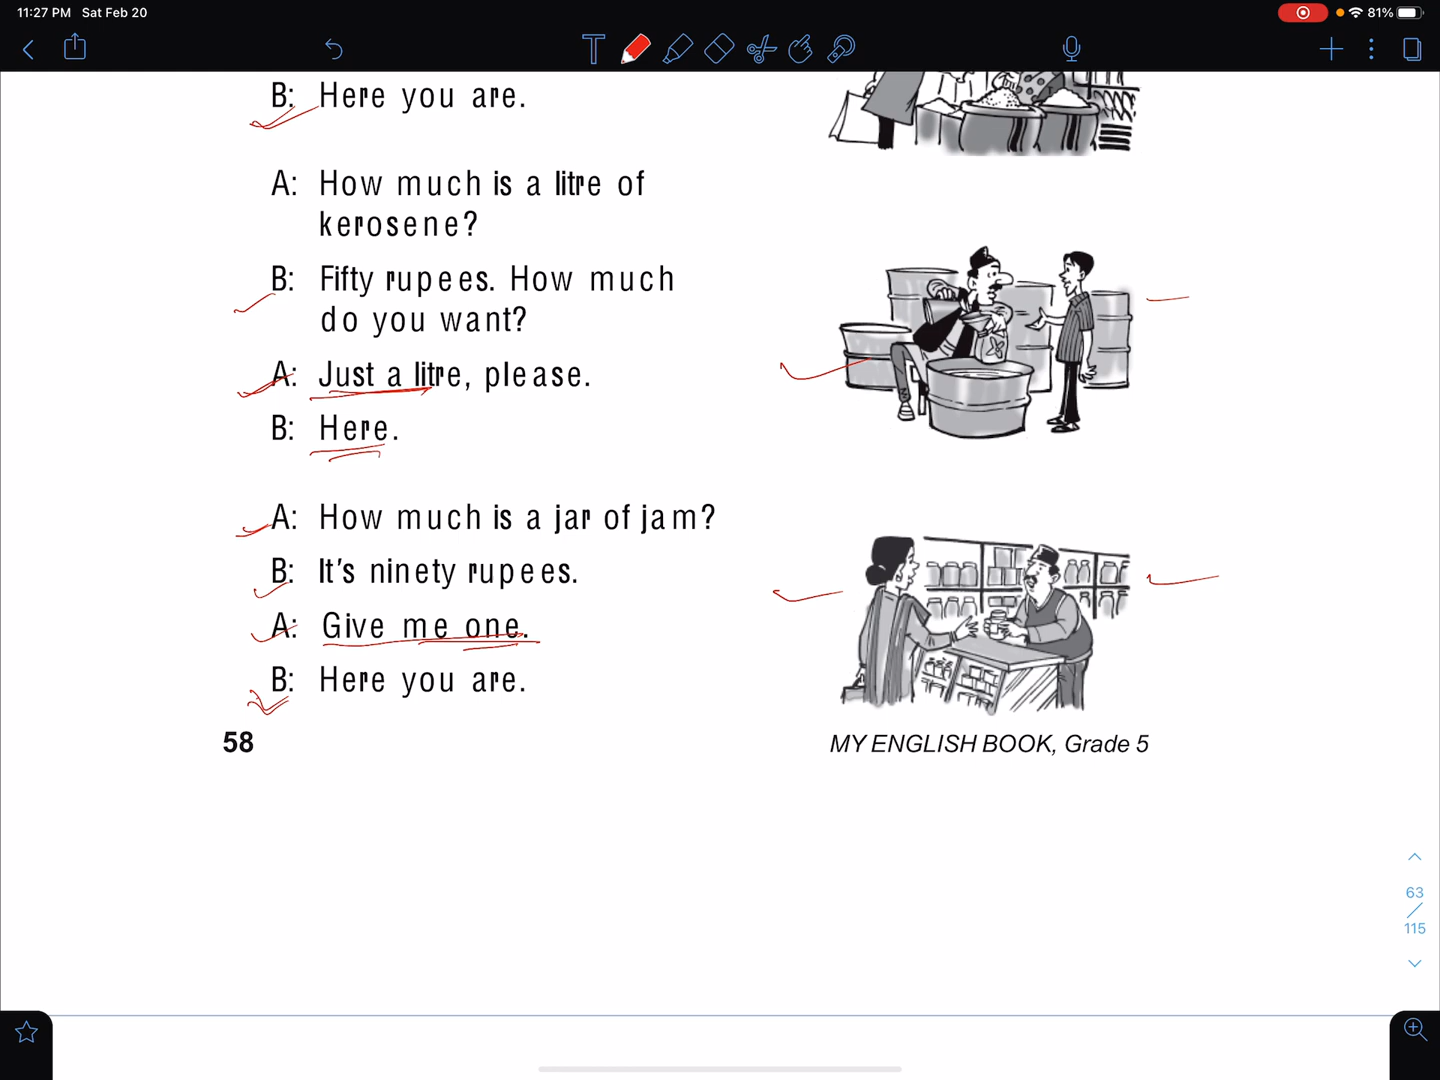 11:27 PM Sat Feb 20
81%
B: Here you are.
A: How much is a litre of
kerosene?
B: Fifty rupees. How much
do you want?
A: Just a litre, please.
B: Here.
A: How much is a jar of jam?
B: It's ninety rupees.
A: Give me one.
B: Here you are.
58
MY ENGLISH BOOK, Grade 5
63
115